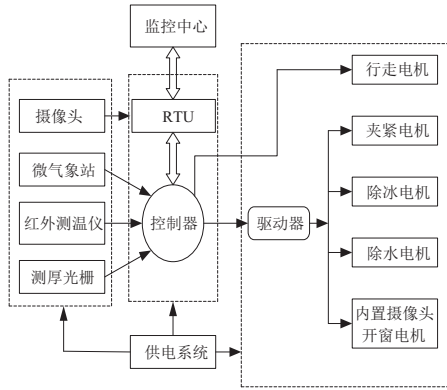 监控中心
摄像头
RTU
行走电机
夹紧电机
微气象站
红外测温仪
控制器
驱动器
除冰电机
测厚光栅
除水电机
供电系统
内置摄像头
开窗电机